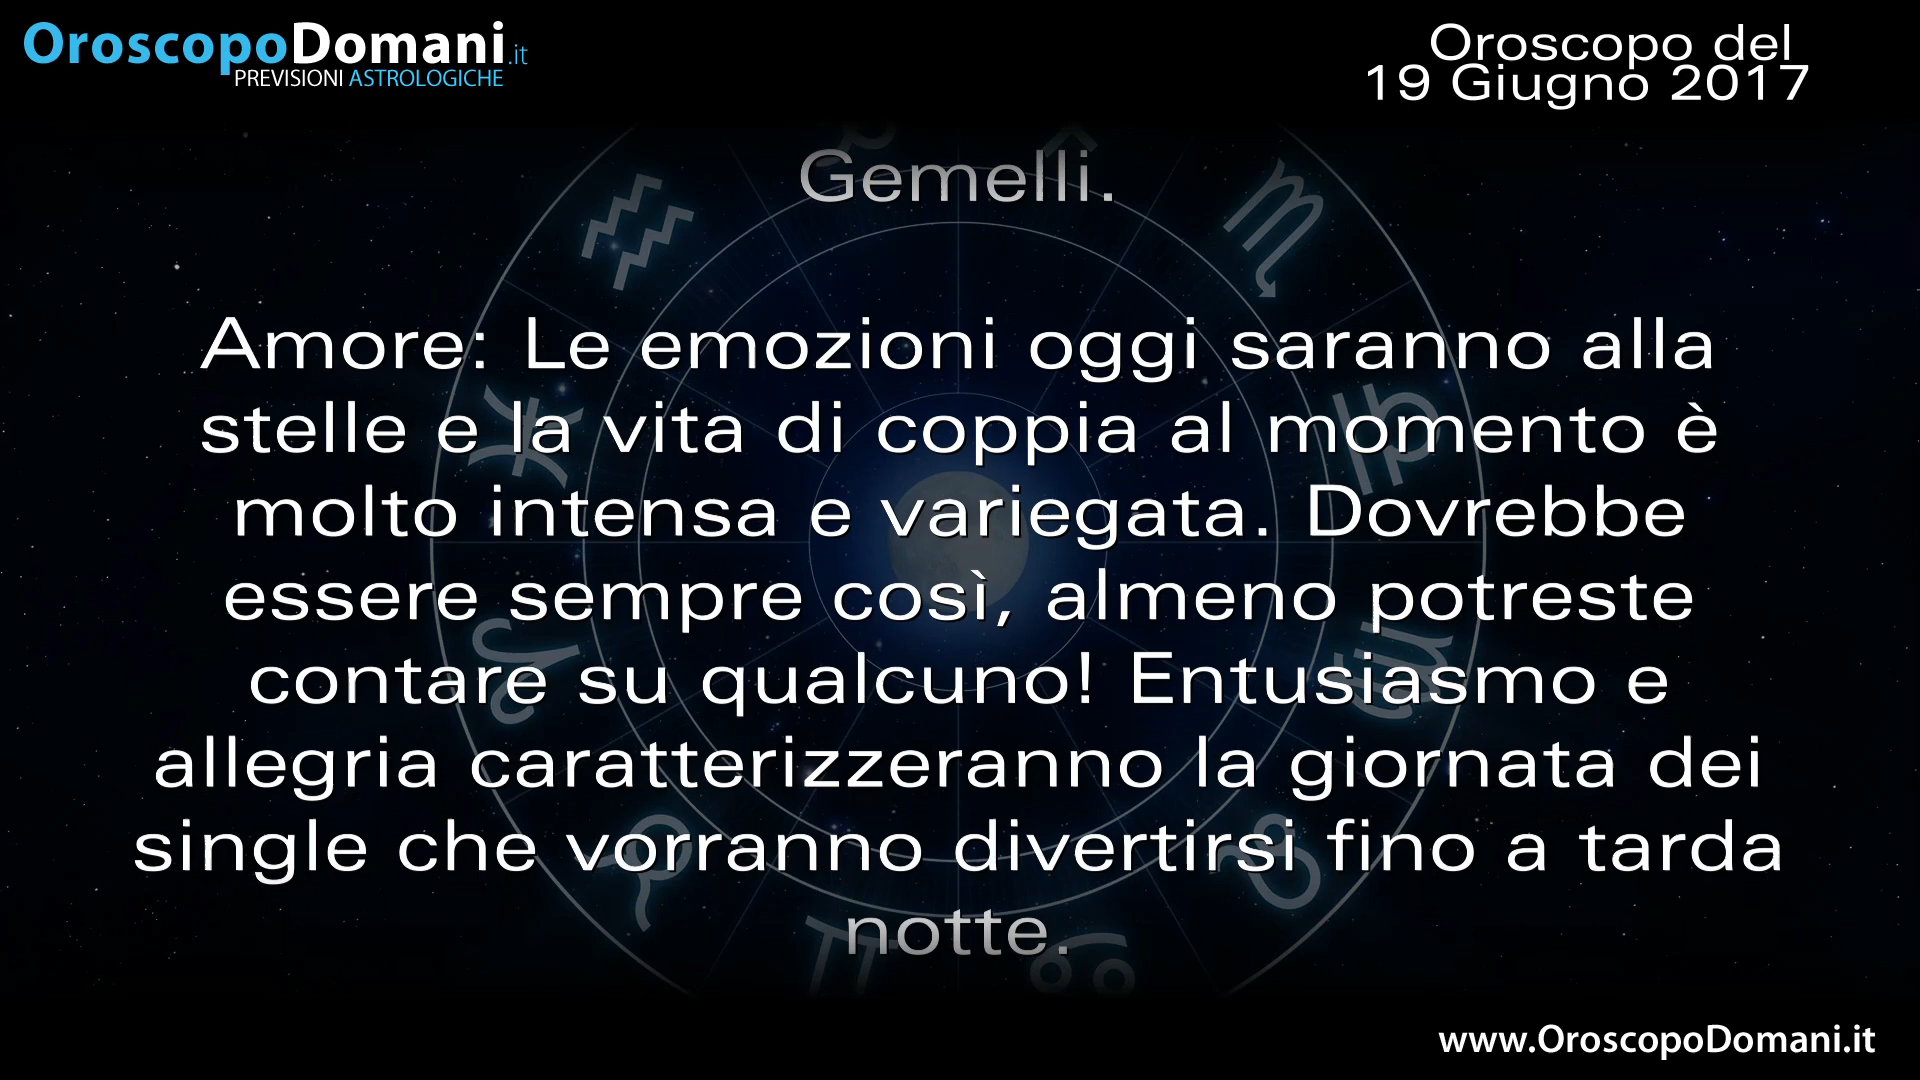 OroscopoDomani.it
PREVISIONI ASTROLOGICHE
Oroscopo del
19 Giugno 2017
Gemelli.
Amore: Le emozioni oggi saranno alla
stelle e la vita di coppia al momento è
molto intensa e variegata. Dovrebbe
essere sempre così, almeno potreste
contare su qualcuno! Entusiasmo e
allegria caratterizzeranno la giornata dei
single che vorranno divertirsi fino a tarda
notte.
www.OroscopoDomani.it